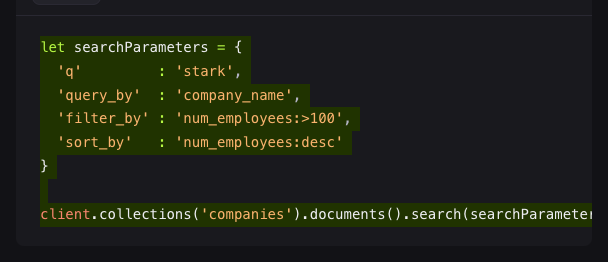 let searchParameters = {
  'q'         : 'stark',
  'query_by'  : 'company_name',
  'filter_by' : 'num_employees:>100',
  'sort_by'   : 'num_employees:desc'
}
client.collections('companies').documents().search(searchParameter